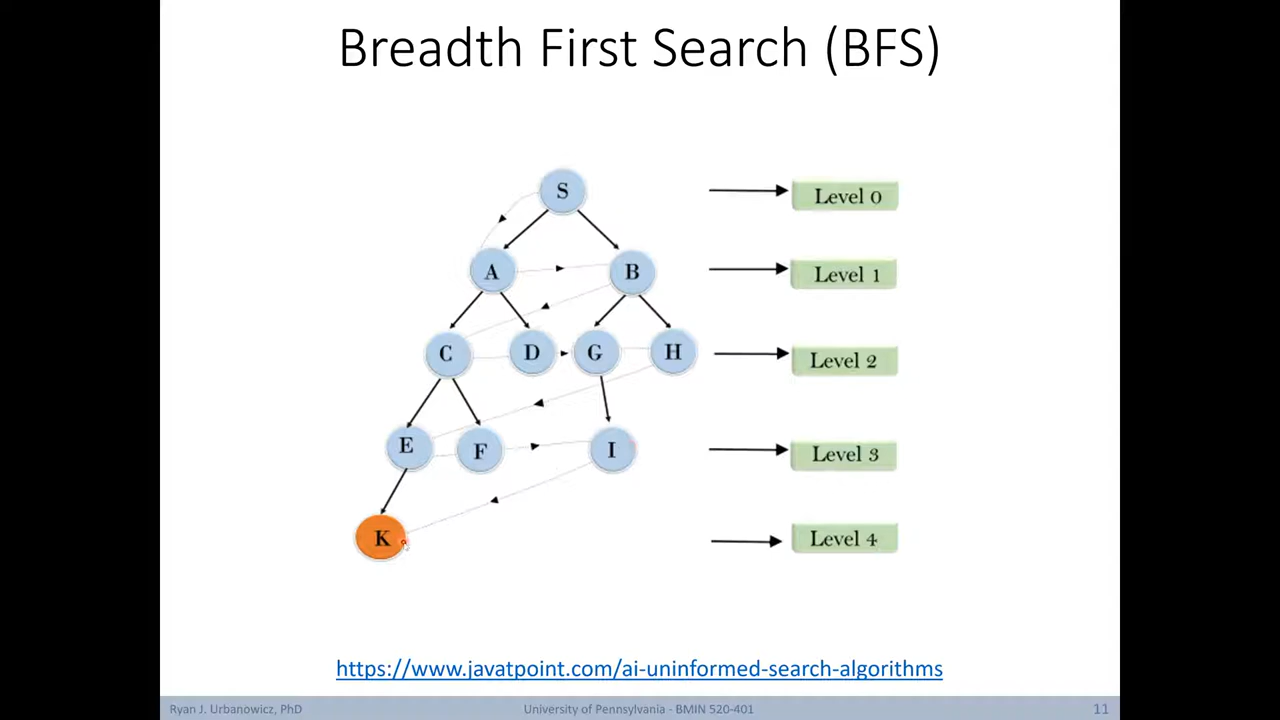 Breadth First Search (BFS)
S
Level 0
A
B
Level 1
C
D
G
H
Level 2
E
F
I
Level 3
K
Level 4
https://www.javatpoint.com/ai-uninformed-search-algorithms
Ryan J. Urbanowicz, PhD
University of Pennsylvania - BMIN 520-401
11